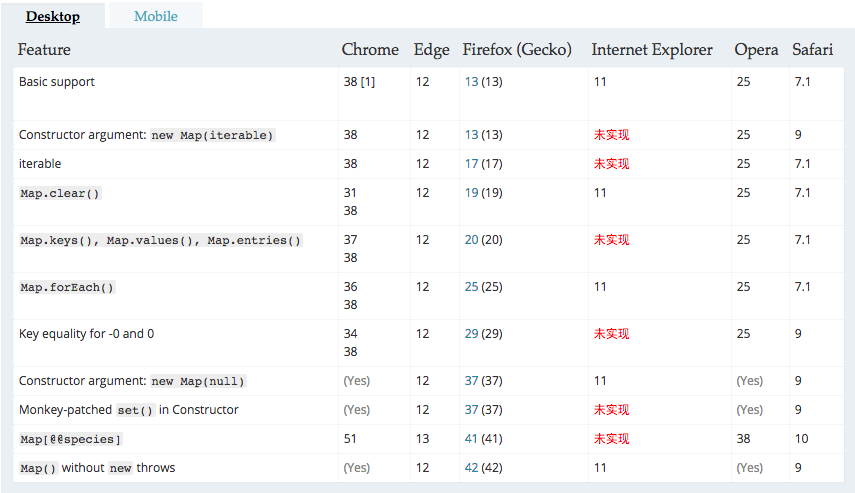 Desktop Mobile
Feature Chrome Edge Firefox (Gecko) Internet Explorer Opera Safari
Basic support 38 [1] 12 13 (13) 11 25 7.1
Constructor argument: new Map(iterable) 38 12 13 (13) 未实现 25 9
iterable 38 12 17 (17) 未实现 25 7.1
Map.clear() 31 12 19 (19) 11 25 7.1
38
Map.keys(), Map.values(), Map.entries() 37 12 20 (20) 未实现 25 7.1
38
Map.forEach() 36 12 25 (25) 11 25 7.1
38
Key equality for -0 and 0 34 12 29 (29) 未实现 25 9
38
Constructor argument: new Map(null) (Yes) 12 37 (37) 11 (Yes) 9
Monkey-patched set() in Constructor (Yes) 12 37 (37) 未实现 (Yes) 9
Map[@@species] 51 13 41 (41) 未实现 38 10
Map() without new throws (Yes) 12 42 (42) 11 (Yes) 9